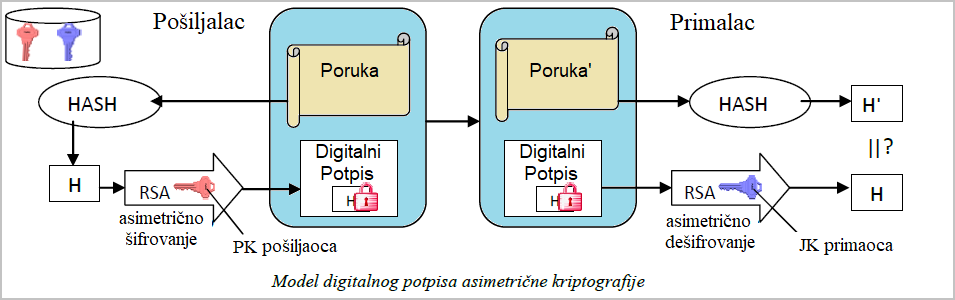 Pošiljalac
Primalac
Poruka
Poruka'
HASH
HASH
H'
||?
Digitalni
Potpis
H
Digitalni
Potpis
H
H
RSA
RSA
H
asimetrično
šifrovanje
PK pošiljaoca
asimetrično
dešifrovanje
JK primaoca
Model digitalnog potpisa asimetrične kriptografije